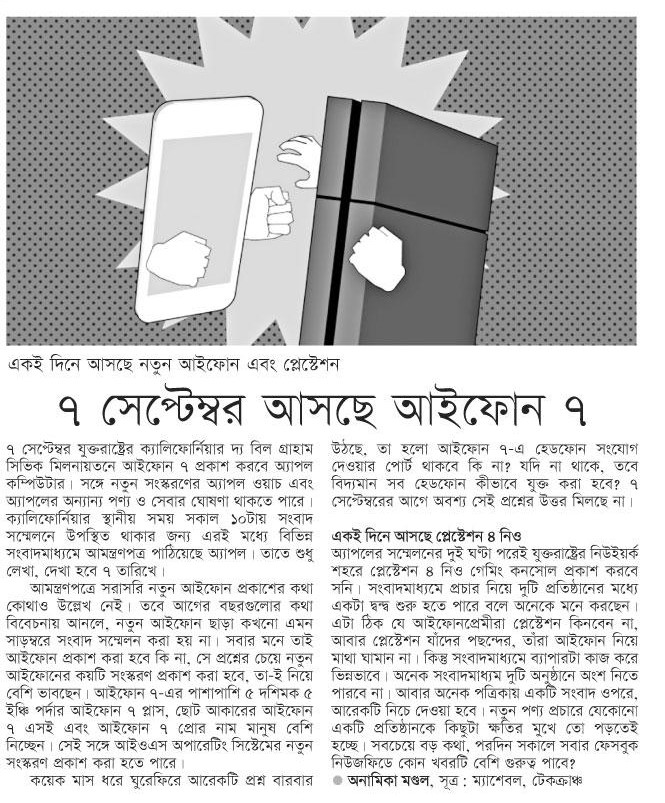 একই দিনে আসছে নতুন আইফোন এবং প্লেস্টেশন
৭ সেপ্টেম্বর আসছে আইফোন ৭
৭ সেপ্টেম্বর যুক্তরাষ্ট্রের ক্যালিফোর্নিয়ার দ্য বিল গ্রাহাম
সিভিক মিলনায়তনে আইফোন ৭ প্রকাশ করবে অ্যাপল
কম্পিউটার। সঙ্গে নতুন সংস্করণের অ্যাপল ওয়াচ এবং
অ্যাপলের অন্যান্য পণ্য ও সেবার ঘোষণা থাকতে পারে।
ক্যালিফোর্নিয়ার স্থানীয় সময় সকাল ১০টায় সংবাদ
সম্মেলনে উপস্থিত থাকার জন্য এরই মধ্যে বিভিন্ন
সংবাদমাধ্যমে আমন্ত্রণপত্র পাঠিয়েছে অ্যাপল। তাতে শুধু
লেখা, দেখা হবে ৭ তারিখে।
আমন্ত্রণপত্রে সরাসরি নতুন আইফোন প্রকাশের কথা
কোথাও উল্লেখ নেই। তবে আগের বছরগুলোর কথা
বিবেচনায় আনলে, নতুন আইফোন ছাড়া কখনো এমন
সাড়ম্বরে সংবাদ সম্মেলন করা হয় না। সবার মনে তাই
আইফোন প্রকাশ করা হবে কি না, সে প্রশ্নের চেয়ে নতুন
আইফোনের কয়টি সংস্করণ প্রকাশ করা হবে, তা-ই নিয়ে
বেশি ভাবছেন। আইফোন ৭-এর পাশাপাশি ৫ দশমিক ৫
ইঞ্চি পর্দার আইফোন ৭ প্লাস, ছোট আকারের আইফোন
৭ এসই এবং আইফোন ৭ প্রোর নাম মানুষ বেশি
নিচ্ছেন। সেই সঙ্গে আইওএস অপারেটিং সিস্টেমের নতুন
সংস্করণ প্রকাশ করা হতে পারে।
কয়েক মাস ধরে ঘুরেফিরে আরেকটি প্রশ্ন বারবার
উঠছে, তা হলো আইফোন ৭-এ হেডফোন সংযোগ
দেওয়ার পোর্ট থাকবে কি না? যদি না থাকে, তবে
বিদ্যমান সব হেডফোন কীভাবে যুক্ত করা হবে? ৭
সেপ্টেম্বরের আগে অবশ্য সেই প্রশ্নের উত্তর মিলছে না।
একই দিনে আসছে প্লেস্টেশন ৪ নিও
অ্যাপলের সম্মেলনের দুই ঘণ্টা পরেই যুক্তরাষ্ট্রের নিউইয়র্ক
শহরে প্লেস্টেশন ৪ নিও গেমিং কনসোল প্রকাশ করবে
সনি। সংবাদমাধ্যমে প্রচার নিয়ে দুটি প্রতিষ্ঠানের মধ্যে
একটা দ্বন্দ্ব শুরু হতে পারে বলে অনেকে মনে করছেন।
এটা ঠিক যে আইফোনপ্রেমীরা প্লেস্টেশন কিনবেন না,
আবার প্লেস্টেশন যাঁদের পছন্দের, তাঁরা আইফোন নিয়ে
মাথা ঘামান না। কিন্তু সংবাদমাধ্যমে ব্যাপারটা কাজ করে
ভিন্নভাবে। অনেক সংবাদমাধ্যম দুটি অনুষ্ঠানে অংশ নিতে
পারবে না। আবার অনেক পত্রিকায় একটি সংবাদ ওপরে,
আরেকটি নিচে দেওয়া হবে। নতুন পণ্য প্রচারে যেকোনো
একটি প্রতিষ্ঠানকে কিছুটা ক্ষতির মুখে তো পড়তেই
হচ্ছে। সবচেয়ে বড় কথা, পরদিন সকালে সবার ফেসবুক
নিউজফিডে কোন খবরটি বেশি গুরুত্ব পাবে?
অনামিকা মণ্ডল, সূত্র : ম্যাশেবল, টেকক্রাঞ্চ